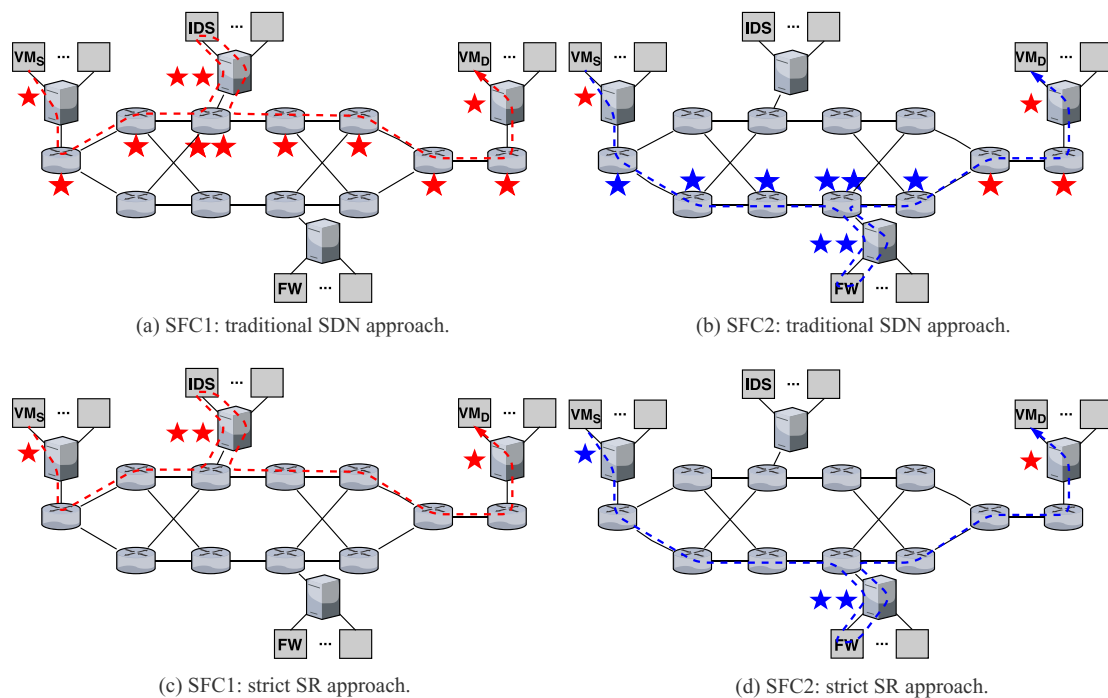 IDS ...
VMS ...
VMD ...
FW ...
(a) SFC1: traditional SDN approach.
IDS ...
VMS ...
VMD ...
FW ...
(b) SFC2: traditional SDN approach.
IDS ...
VMS ...
VMD ...
FW ...
(c) SFC1: strict SR approach.
IDS ...
VMS ...
VMD ...
FW ...
(d) SFC2: strict SR approach.